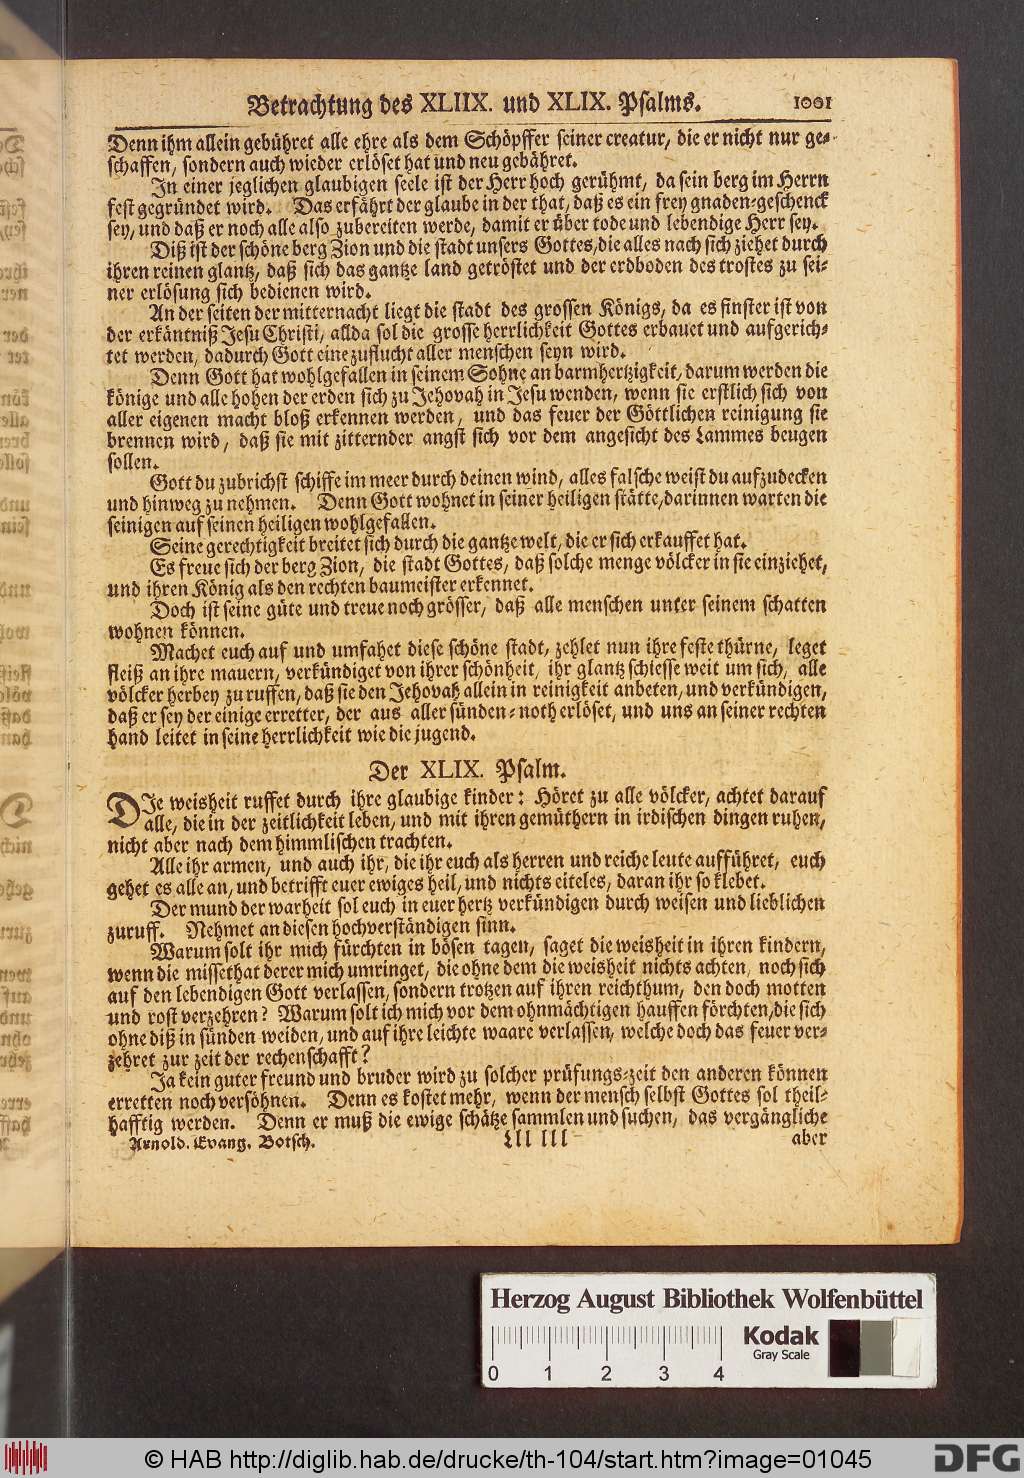 Betrachtung des XLIIX. und XLIX. Psalms. 1001
Denn ihm allein gebühret alle ehre als dem Schöpffer seiner creatur, die er nicht nur ge-
schaffen, sondern auch wieder erlöset hat und neu gebähret.
In einer jeglichen glaubigen seele ist der Herr hoch gerühmt, da sein berg im Herrn
fest gegründet wird. Das erfährt der glaube in der that, daß es ein frey gnaden-geschenck
sey, und daß er noch alle also zubereiten werde, damit er über tode und lebendige Herr sey.
Diß ist der schöne berg Zion und die stadt unsers Gottes, die alles nach sich ziehet durch
ihren reinen glantz, daß sich das gantze land getröstet und der erdboden des trostes zu sei-
ner erlösung sich bedienen wird.
An der seiten der mitternacht liegt die stadt des grossen Königs, da es finster ist von
der erkäntniß Jesu Christi, allda sol die grosse herrlichkeit Gottes erbauet und aufgerich-
tet werden, dadurch Gott eine zuflucht aller menschen seyn wird.
Denn Gott hat wohlgefallen in seinem Sohne an barmhertzigkeit, darum werden die
könige und alle hohen der erden sich zu Jehovah in Jesu wenden, wenn sie erstlich sich von
aller eigenen macht bloß erkennen werden, und das feuer der Göttlichen reinigung sie
brennen wird, daß sie mit zitternder angst sich vor dem angesicht des Lammes beugen
sollen.
Gott du zubrichst schiffe im meer durch deinen wind, alles falsche weist du aufzudecken
und hinweg zu nehmen. Denn Gott wohnet in seiner heiligen stätte, darinnen warten die
seinigen auf seinen heiligen wohlgefallen.
Seine gerechtigkeit breitet sich durch die gantze welt, die er sich erkauffet hat.
Es freue sich der berg Zion, die stadt Gottes, daß solche menge völcker in sie einziehet,
und ihren König als den rechten baumeister erkennet.
Doch ist seine güte und treue noch grösser, daß alle menschen unter seinem schatten
wohnen können.
Machet euch auf und umfahet diese schöne stadt, zehlet nun ihre feste thürne, leget
fleiß an ihre mauern, verkündiget von ihrer schönheit, ihr glantz schiesse weit um sich, alle
völcker herbey zu ruffen, daß sie den Jehovah allein in reinigkeit anbeten, und verkündigen,
daß er sey der einige erretter, der aus aller sünden-noth erlöset, und uns an seiner rechten
hand leitet in seine herrlichkeit wie die jugend.
Der XLIX. Psalm.
DIe weisheit ruffet durch ihre glaubige kinder: Höret zu alle völcker, achtet darauf
alle, die in der zeitlichkeit leben, und mit ihren gemüthern in irdischen dingen ruhen,
nicht aber nach dem himmlischen trachten.
Alle ihr armen, und auch ihr, die ihr euch als herren und reiche leute aufführet, euch
gehet es alle an, und betrifft euer ewiges heil, und nichts eiteles, daran ihr so klebet.
Der mund der warheit sol euch in euer hertz verkündigen durch weisen und lieblichen
zuruff. Nehmet an diesen hochverständigen sinn.
Warum solt ihr mich fürchten in bösen tagen, saget die weisheit in ihren kindern,
wenn die missethat derer mich umringet, die ohne dem die weisheit nichts achten, noch sich
auf den lebendigen Gott verlassen, sondern trotzen auf ihren reichthum, den doch motten
und rost verzehren? Warum solt ich mich vor dem ohnmächtigen hauffen förchten, die sich
ohne diß in sünden weiden, und auf ihre leichte waare verlassen, welche doch das feuer ver-
zehret zur zeit der rechenschafft?
Ja kein guter freund und bruder wird zu solcher prüfungs-zeit den anderen können
erretten noch versöhnen. Denn es kostet mehr, wenn der mensch selbst Gottes sol theil-
hafftig werden. Denn er muß die ewige schätze sammlen und suchen, das vergängliche
Arnold. Evang. Botsch. Lll lll aber
Herzog August Bibliothek Wolfenbüttel
0 1 2 3 4
Kodak
Gray Scale
© HAB http://diglib.hab.de/drucke/th-104/start.htm?image=01045
DFG